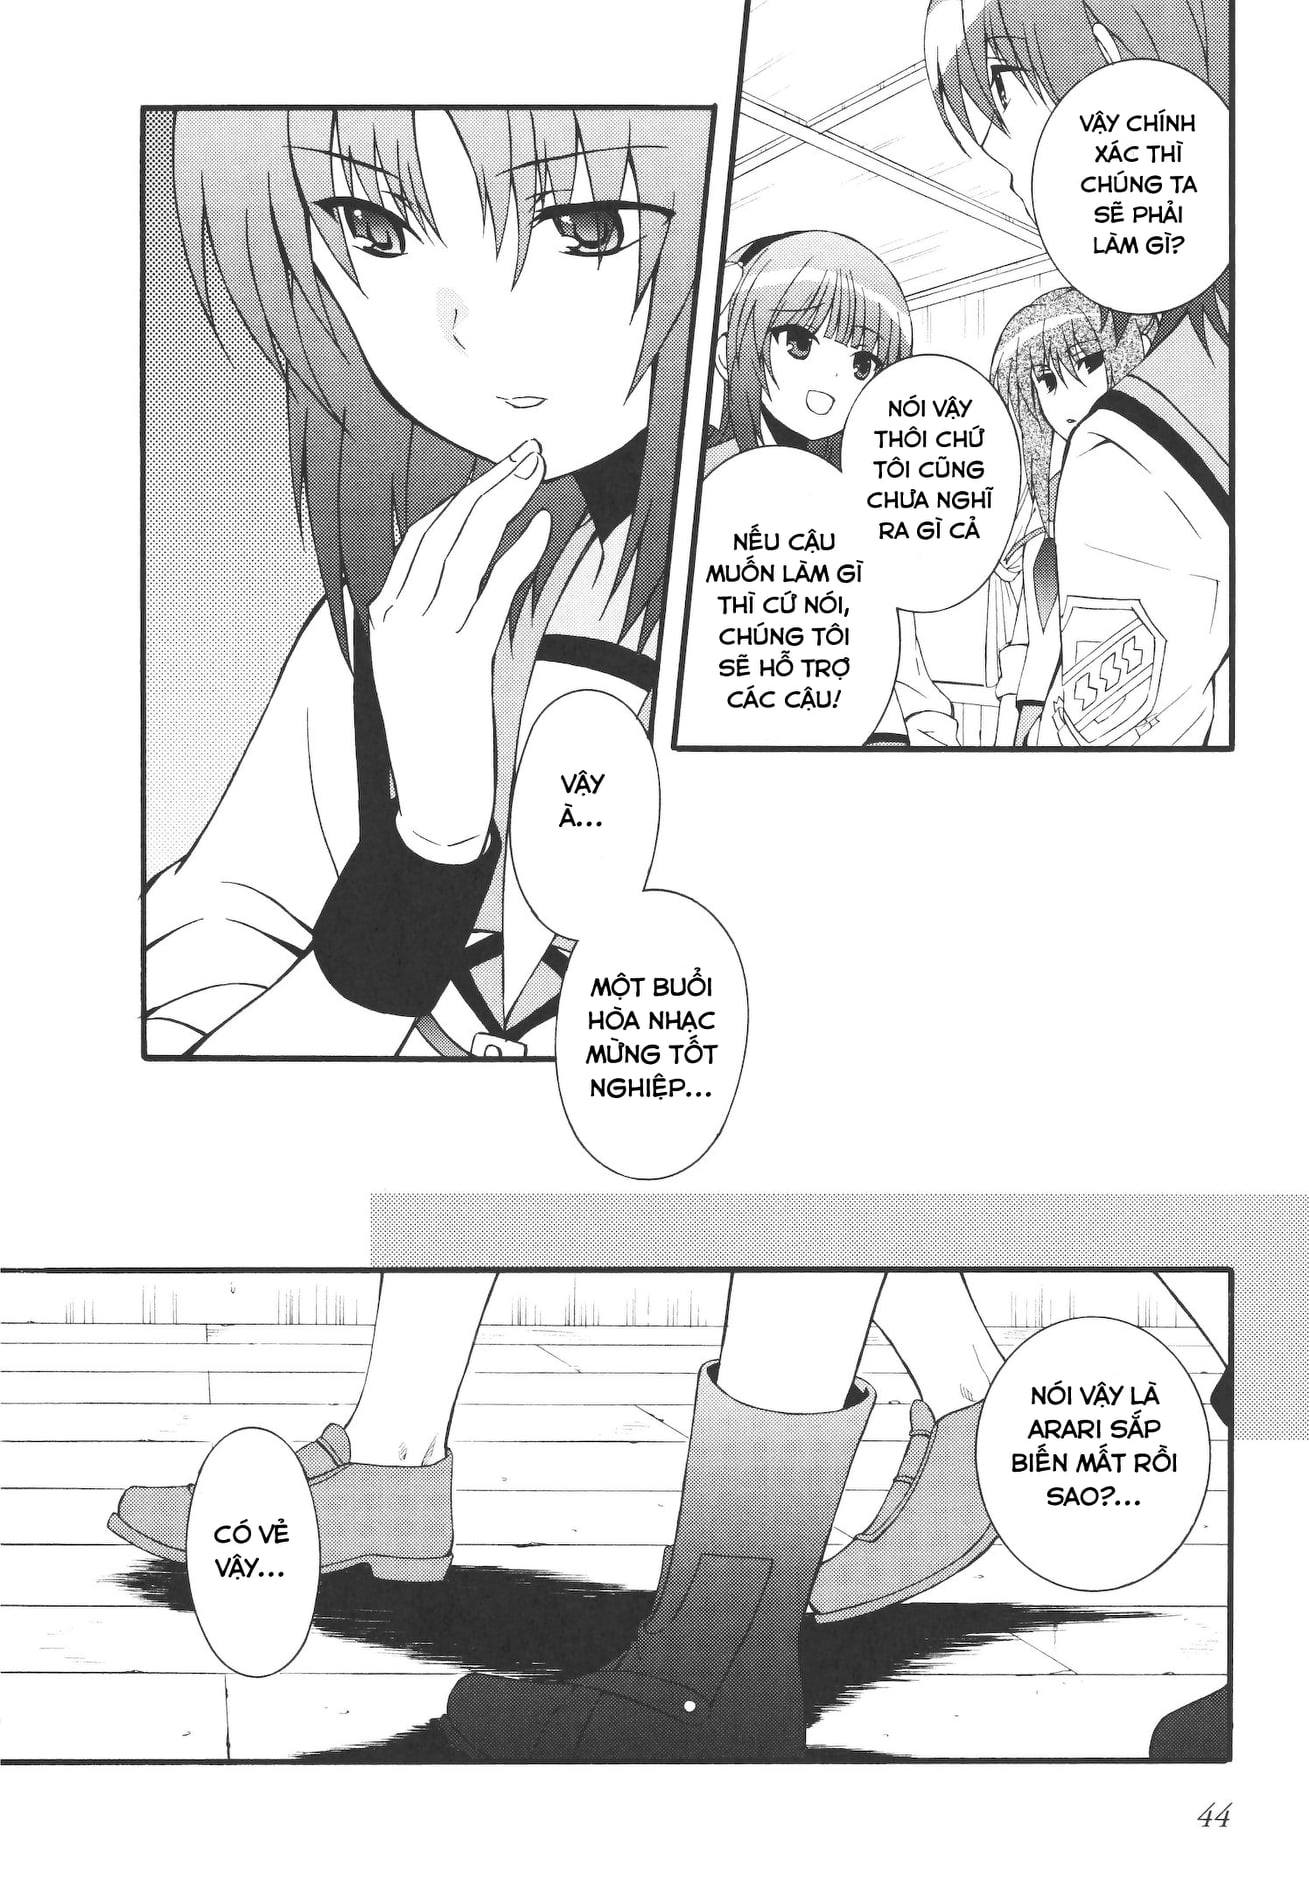 VẬY CHÍNH
XÁC THÌ
CHÚNG TA
SẼ PHẢI
LÀM GÌ?
NÓI VẬY
THÔI CHỨ
TÔI CŨNG
CHƯA NGHĨ
RA GÌ CẢ
NẾU CẬU
MUỐN LÀM GÌ
THÌ CỨ NÓI,
CHÚNG TÔI
SẼ HỖ TRỢ
CÁC CẬU!
VẬY
À...
MỘT BUỔI
HÒA NHẠC
MỪNG TỐT
NGHIỆP...
NÓI VẬY LÀ
ARARI SẮP
BIẾN MẤT RỒI
SAO?...
CÓ VẺ
VẬY...
44